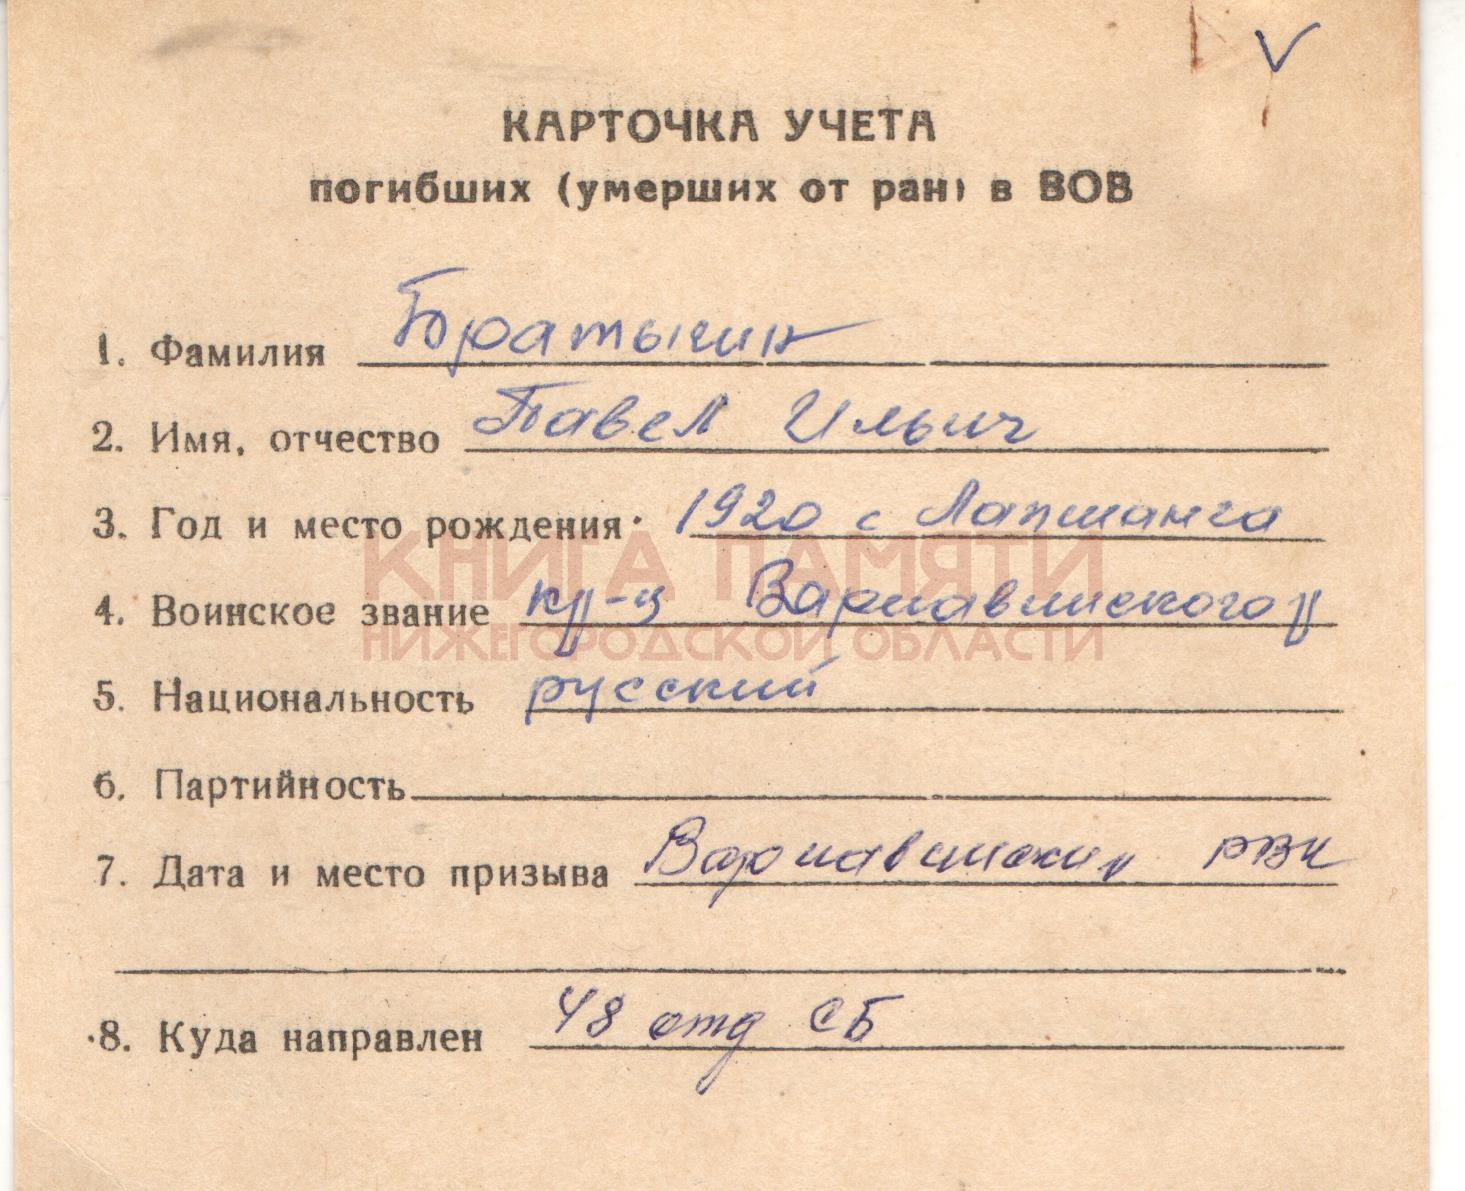 КАРТОЧКА УЧЕТА
погибших (умерших от ран) в ВОВ
1. Фамилия Братыгин
2. Имя, отчество Павел Ильич
3. Год и место рождения 1920 с Лапшанга
КНИГА ПАМЯТИ
4. Воинское звание кр-ц Варнавинского р
НИЖЕГОРОДСКОЙ ОБЛАСТИ
5. Национальность русский
6. Партийность
7. Дата и место призыва Варнавинским РВК
8. Куда направлен 48 отд СБ